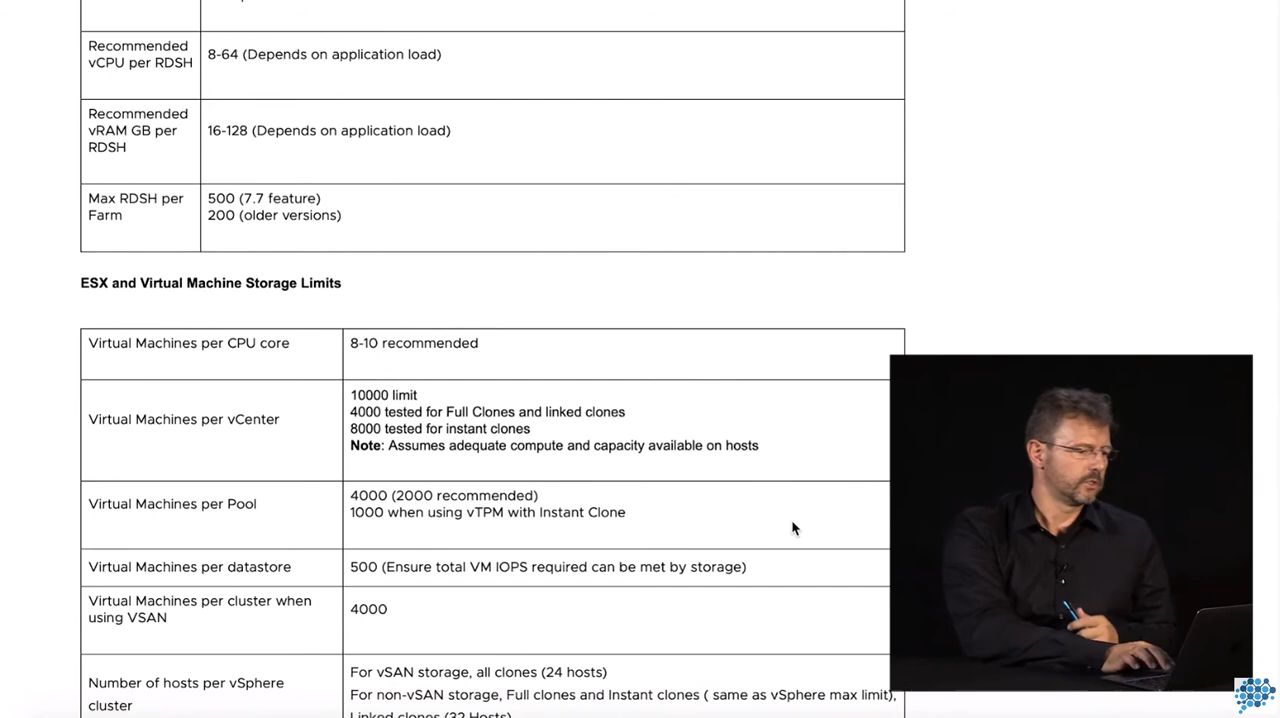 Recommended
vCPU per RDSH
8-64 (Depends on application load)
Recommended
vRAM GB per
RDSH
16-128 (Depends on application load)
Max RDSH per
Farm
500 (7.7 feature)
200 (older versions)
ESX and Virtual Machine Storage Limits
Virtual Machines per CPU core
8-10 recommended
Virtual Machines per vCenter
10000 limit
4000 tested for Full Clones and linked clones
8000 tested for instant clones
Note: Assumes adequate compute and capacity available on hosts
Virtual Machines per Pool
4000 (2000 recommended)
1000 when using vTPM with Instant Clone
Virtual Machines per datastore
500 (Ensure total VM IOPS required can be met by storage)
Virtual Machines per cluster when
using VSAN
4000
Number of hosts per vSphere
cluster
For vSAN storage, all clones (24 hosts)
For non-vSAN storage, Full clones and Instant clones ( same as vSphere max limit),
Linked clones (32 Hosts)